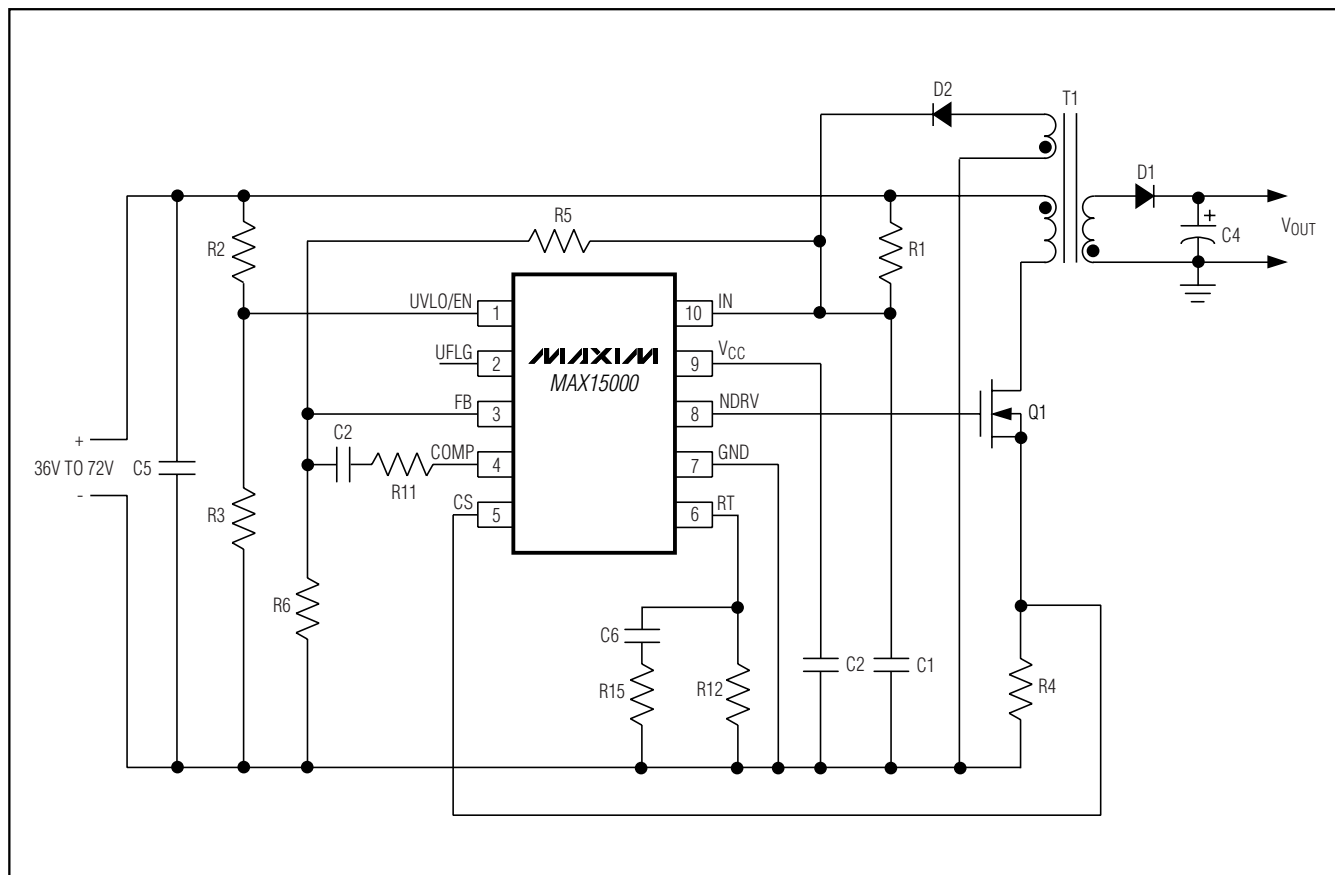 D2
T1
D1
R5
+
R2
R1
C4
VOUT
UVLO/EN
1
10
IN
UFLG
2
MAXIM
9
VCC
MAX15000
FB
3
8
NDRV
Q1
+
C2
COMP
4
7
GND
36V TO 72V
C5
-
R11
CS
5
6
RT
R3
R6
C6
C2
C1
R15
R12
R4